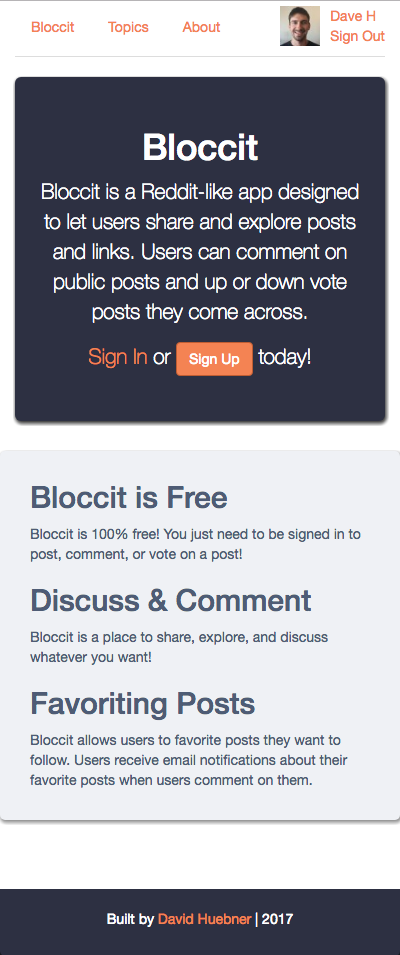 Bloccit Topics About Dave H
Sign Out
Bloccit
Bloccit is a Reddit-like app designed
to let users share and explore posts
and links. Users can comment on
public posts and up or down vote
posts they come across.
Sign In or Sign Up today!
Bloccit is Free
Bloccit is 100% free! You just need to be signed in to
post, comment, or vote on a post!
Discuss & Comment
Bloccit is a place to share, explore, and discuss
whatever you want!
Favoriting Posts
Bloccit allows users to favorite posts they want to
follow. Users receive email notifications about their
favorite posts when users comment on them.
Built by David Huebner | 2017